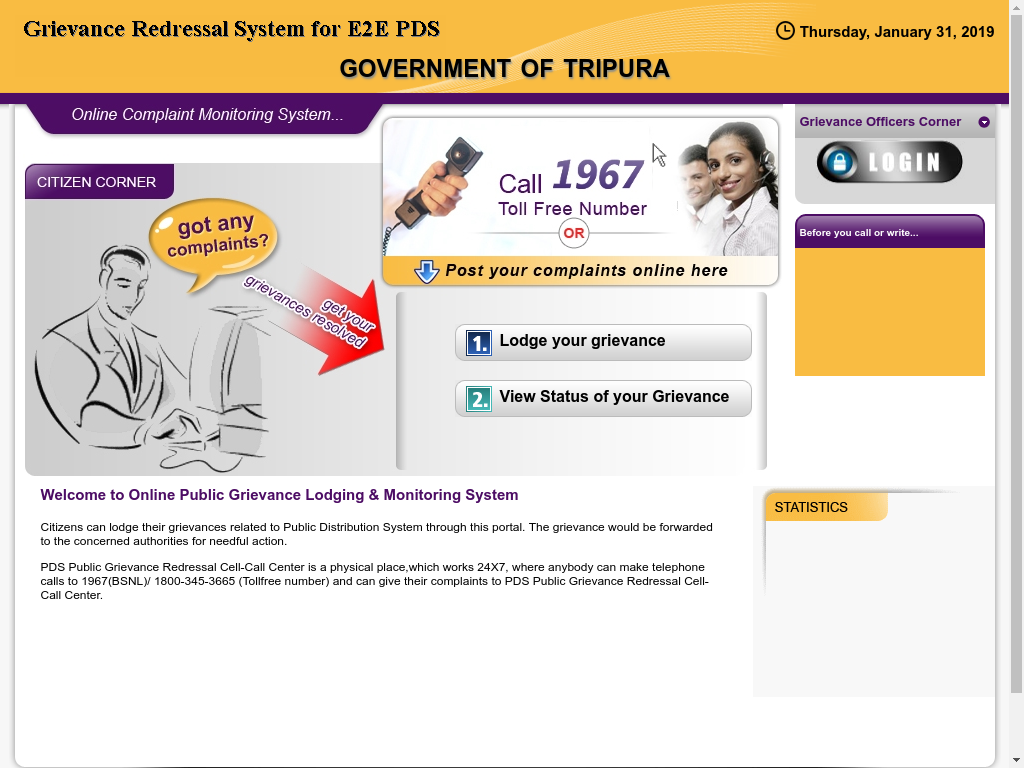 Grievance Redressal System for E2E PDS
Thursday, January 31, 2019
GOVERNMENT OF TRIPURA
Online Complaint Monitoring System...
CITIZEN CORNER
got any
complaints?
get your
grievances resolved
Call 1967
Toll Free Number
OR
Post your complaints online here
1. Lodge your grievance
2. View Status of your Grievance
Grievance Officers Corner
LOGIN
Before you call or write...
Welcome to Online Public Grievance Lodging & Monitoring System
Citizens can lodge their grievances related to Public Distribution System through this portal. The grievance would be forwarded
to the concerned authorities for needful action.
PDS Public Grievance Redressal Cell-Call Center is a physical place,which works 24X7, where anybody can make telephone
calls to 1967(BSNL)/ 1800-345-3665 (Tollfree number) and can give their complaints to PDS Public Grievance Redressal Cell-
Call Center.
STATISTICS